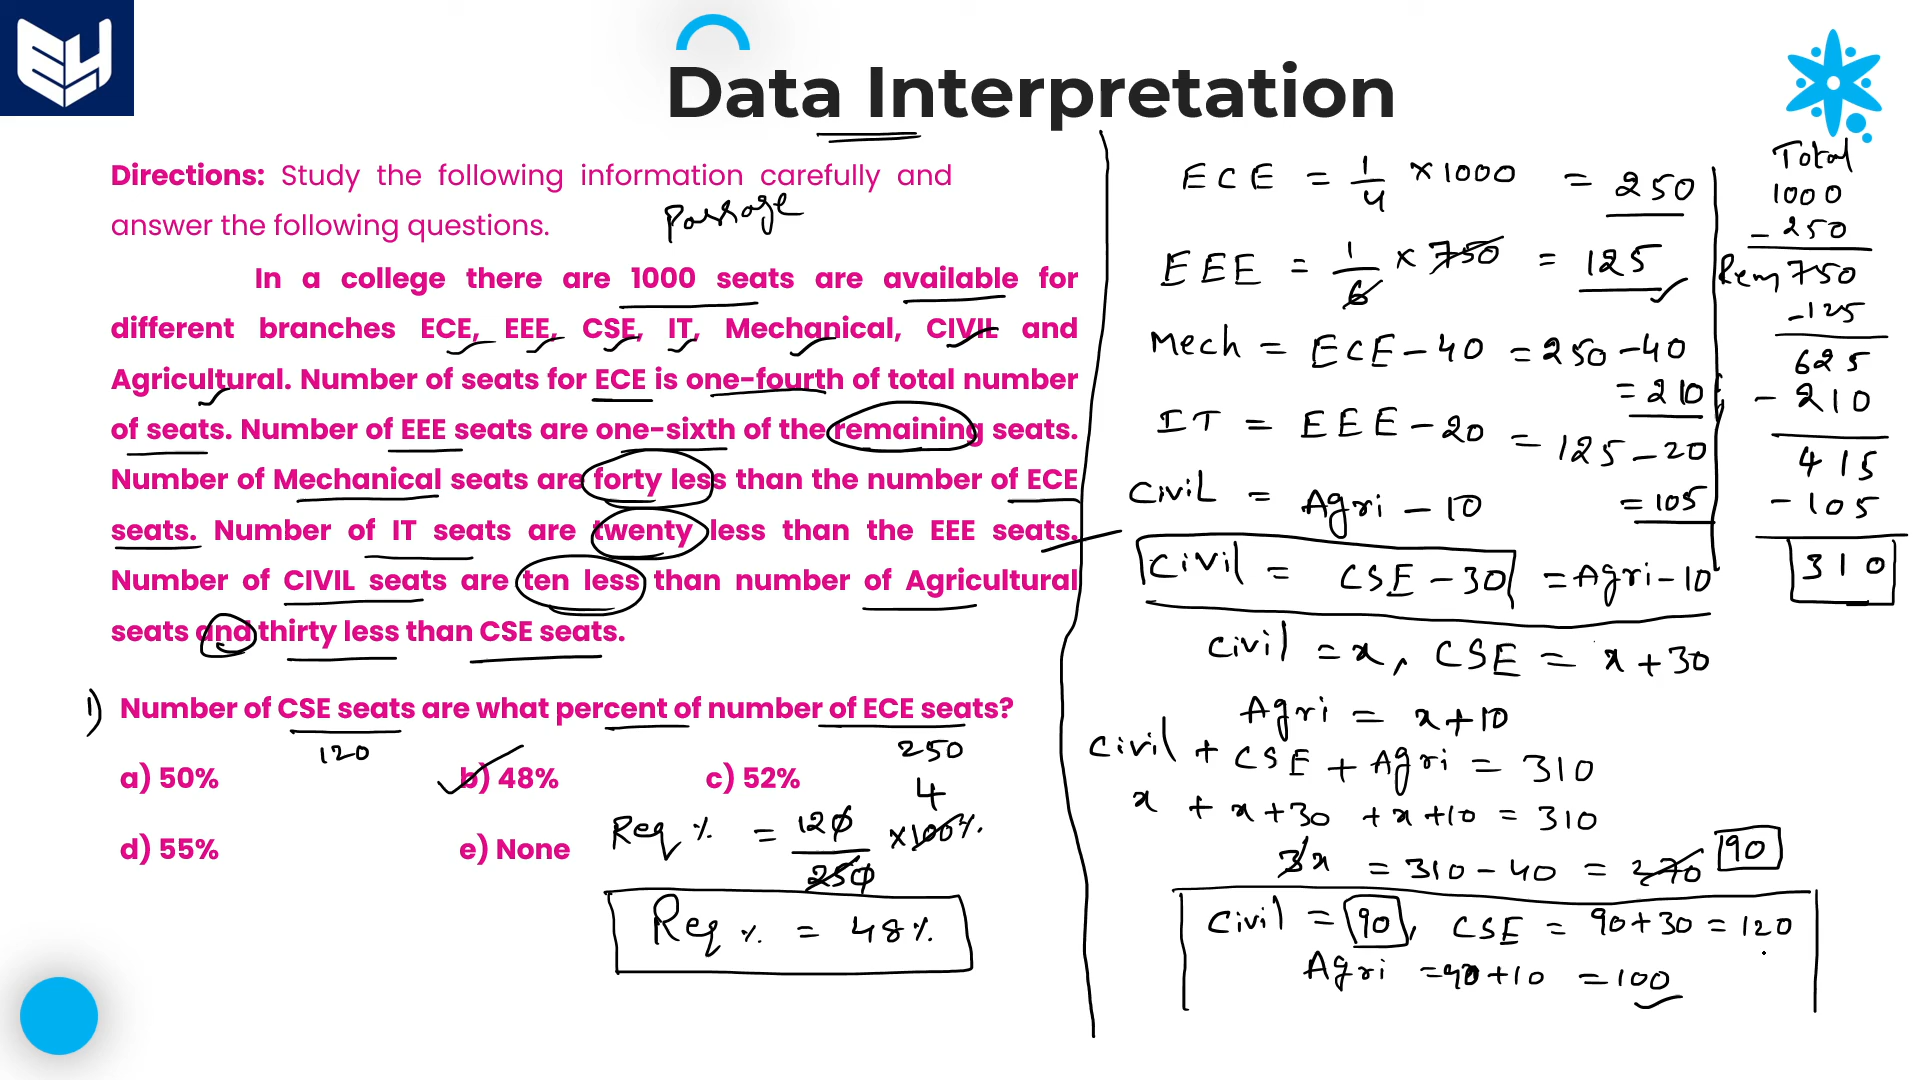 EY
Data Interpretation
Directions: Study the following information carefully and
answer the following questions.
Passage
In a college there are 1000 seats are available for
different branches ECE, EEE, CSE, IT, Mechanical, CIVIL and
Agricultural. Number of seats for ECE is one-fourth of total number
of seats. Number of EEE seats are one-sixth of the remaining seats.
Number of Mechanical seats are forty less than the number of ECE
seats. Number of IT seats are twenty less than the EEE seats.
Number of CIVIL seats are ten less than number of Agricultural
seats and thirty less than CSE seats.
1) Number of CSE seats are what percent of number of ECE seats?
120 250
a) 50% b) 48% c) 52%
d) 55% e) None
4
Req % = 120/250 × 100%
Req % = 48%
ECE = 1/4 × 1000 = 250
EEE = 1/6 × 750 = 125
Mech = ECE - 40 = 250 - 40
= 210
IT = EEE - 20 = 125 - 20
= 105
Civil = Agri - 10
Civil = CSE - 30 = Agri - 10
Civil = x, CSE = x + 30
Agri = x + 10
Civil + CSE + Agri = 310
x + x + 30 + x + 10 = 310
3x = 310 - 40 = 270 90
Civil = 90, CSE = 90 + 30 = 120
Agri = 90 + 10 = 100
Total
1000
- 250
Rem 750
- 125
625
- 210
415
- 105
310